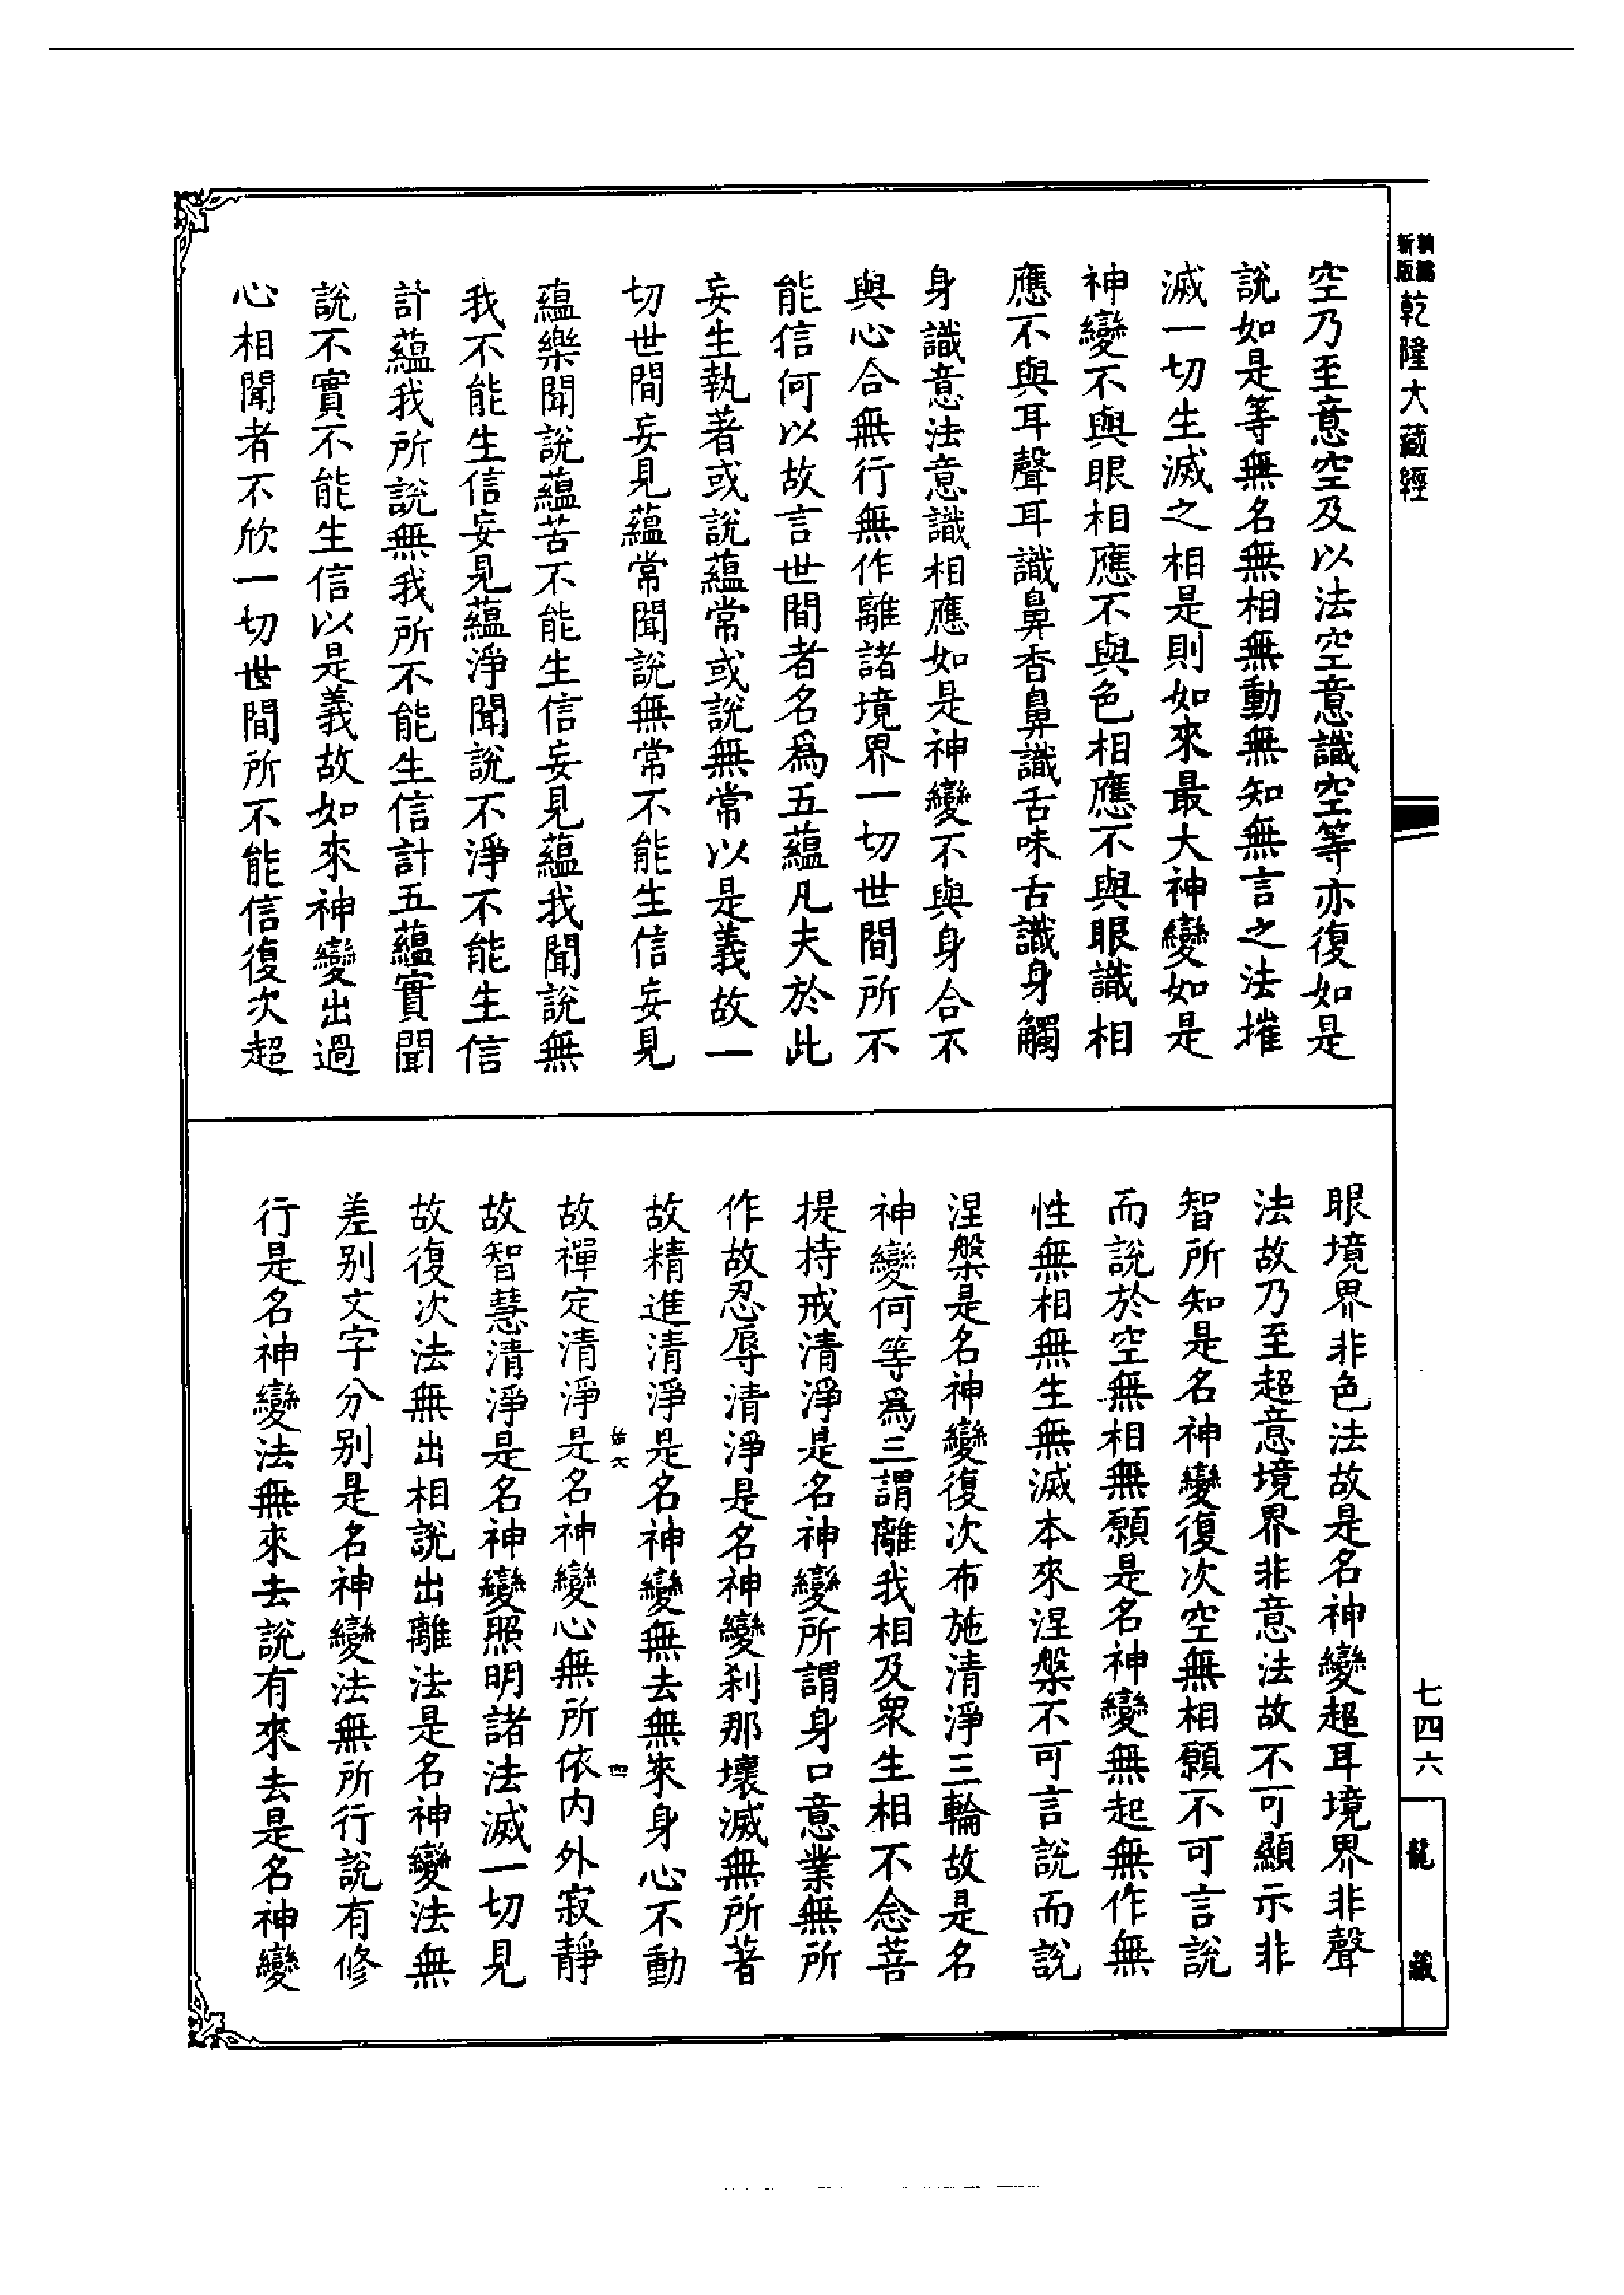 新版
乾隆大藏經
空乃至意空及以法空意識空等亦復如是
說如是等無名無相無動無知無言之法摧
滅一切生滅之相是則如來最大神變如是
神變不與眼相應不與色相應不與眼識相
應不與耳聲耳識鼻香鼻識舌味舌識身觸
身識意法意識相應如是神變不與身合不
與心合無行無作離諸境界一切世間所不
能信何以故言世間者名爲五蘊凡夫於此
妄生執著或說蘊常或說無常以是義故一
切世間妄見蘊常聞說無常不能生信妄見
蘊樂聞說蘊苦不能生信妄見蘊我聞說無
我不能生信妄見蘊淨聞說不淨不能生信
計蘊我所說無我所不能生信計五蘊實聞
說不實不能生信以是義故如來神變出過
心相聞者不欣一切世間所不能信復次超
眼境界非色法故是名神變超耳境界非聲
法故乃至超意境界非意法故不可顯示非
智所知是名神變復次空無相願不可言說
而說於空無相無願是名神變無起無作無
性無相無生無滅本來涅槃不可言說而說
涅槃是名神變復次布施清淨三輪故是名
神變何等爲三謂離我相及眾生相不念菩
提持戒清淨是名神變所謂身口意業無所
作故忍辱清淨是名神變刹那壞滅無所著
故精進清淨是名神變無去無來身心不動
故禪定清淨是名神變心無所依內外寂靜
故智慧清淨是名神變照明諸法滅一切見
故復次法無出相說出離法是名神變法無
差別文字分別是名神變法無所行說有修
行是名神變法無來去說有來去是名神變
四
七四六
龍藏